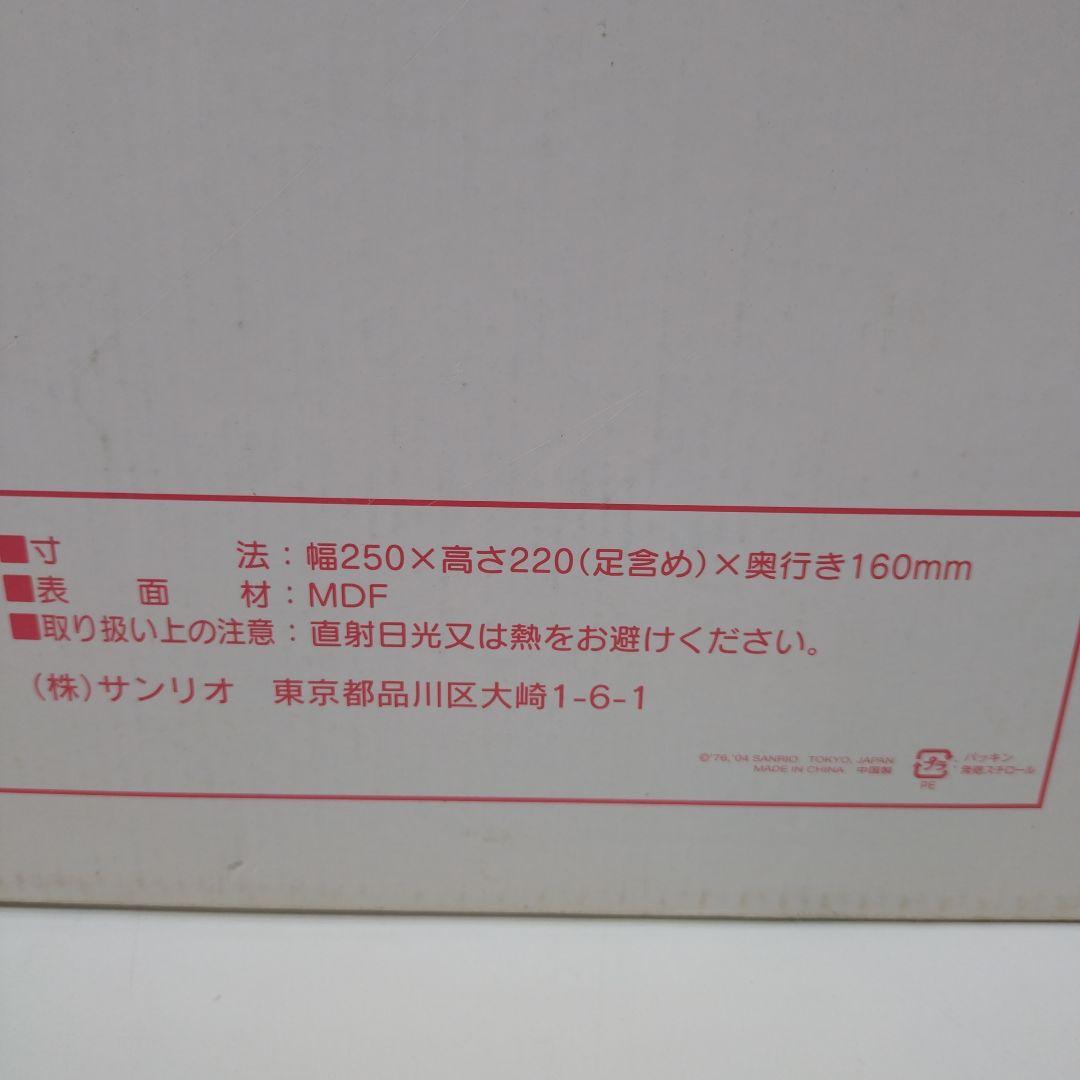 ■寸法：幅250×高さ220（足含め）×奥行き160mm
■表面材：MDF
■取り扱い上の注意：直射日光又は熱をお避けください。
（株）サンリオ　東京都品川区大崎1-6-1
©'76,'04 SANRIO. TOKYO, JAPAN
MADE IN CHINA 中国製
プラ
PE
パッキン
発泡スチロール